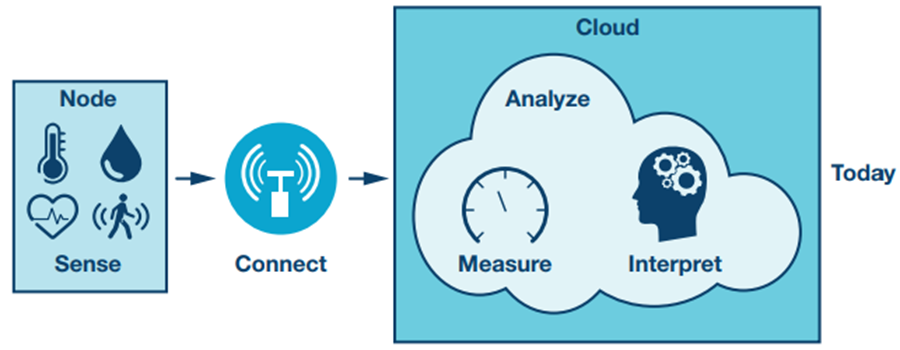 Node
Sense
Connect
Cloud
Analyze
Measure
Interpret
Today